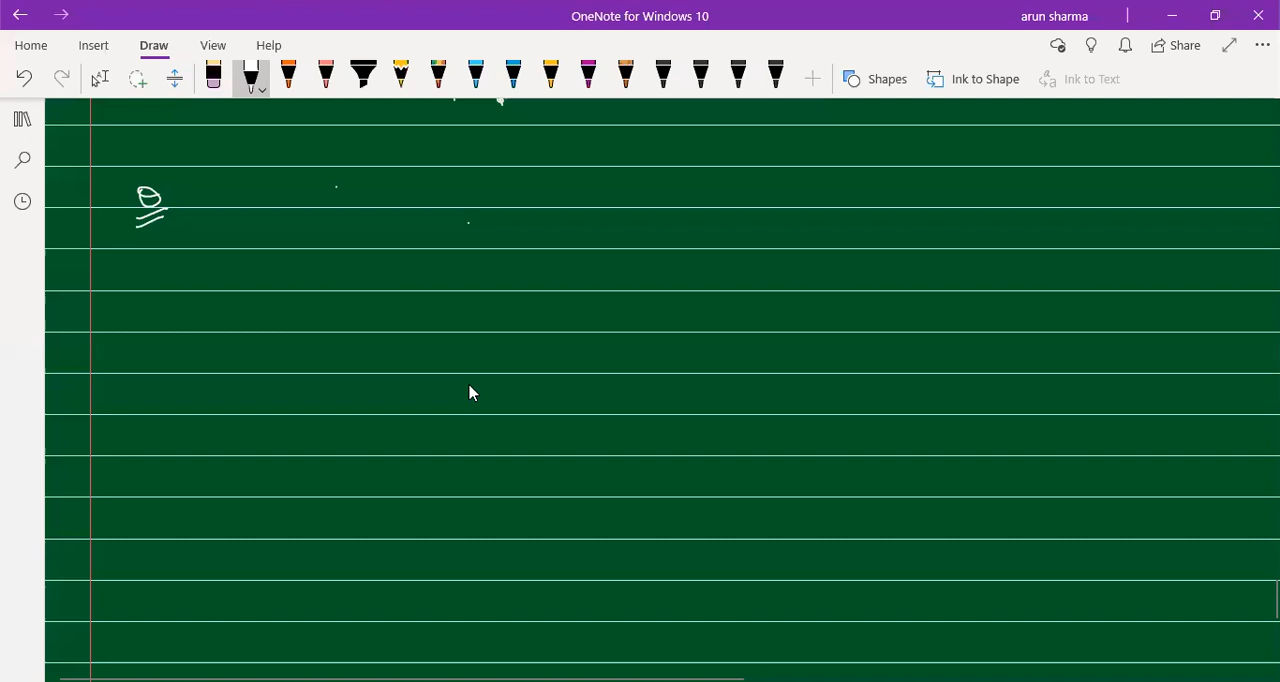 OneNote for Windows 10
arun sharma
Home Insert Draw View Help
Share
Shapes
Ink to Shape
Ink to Text